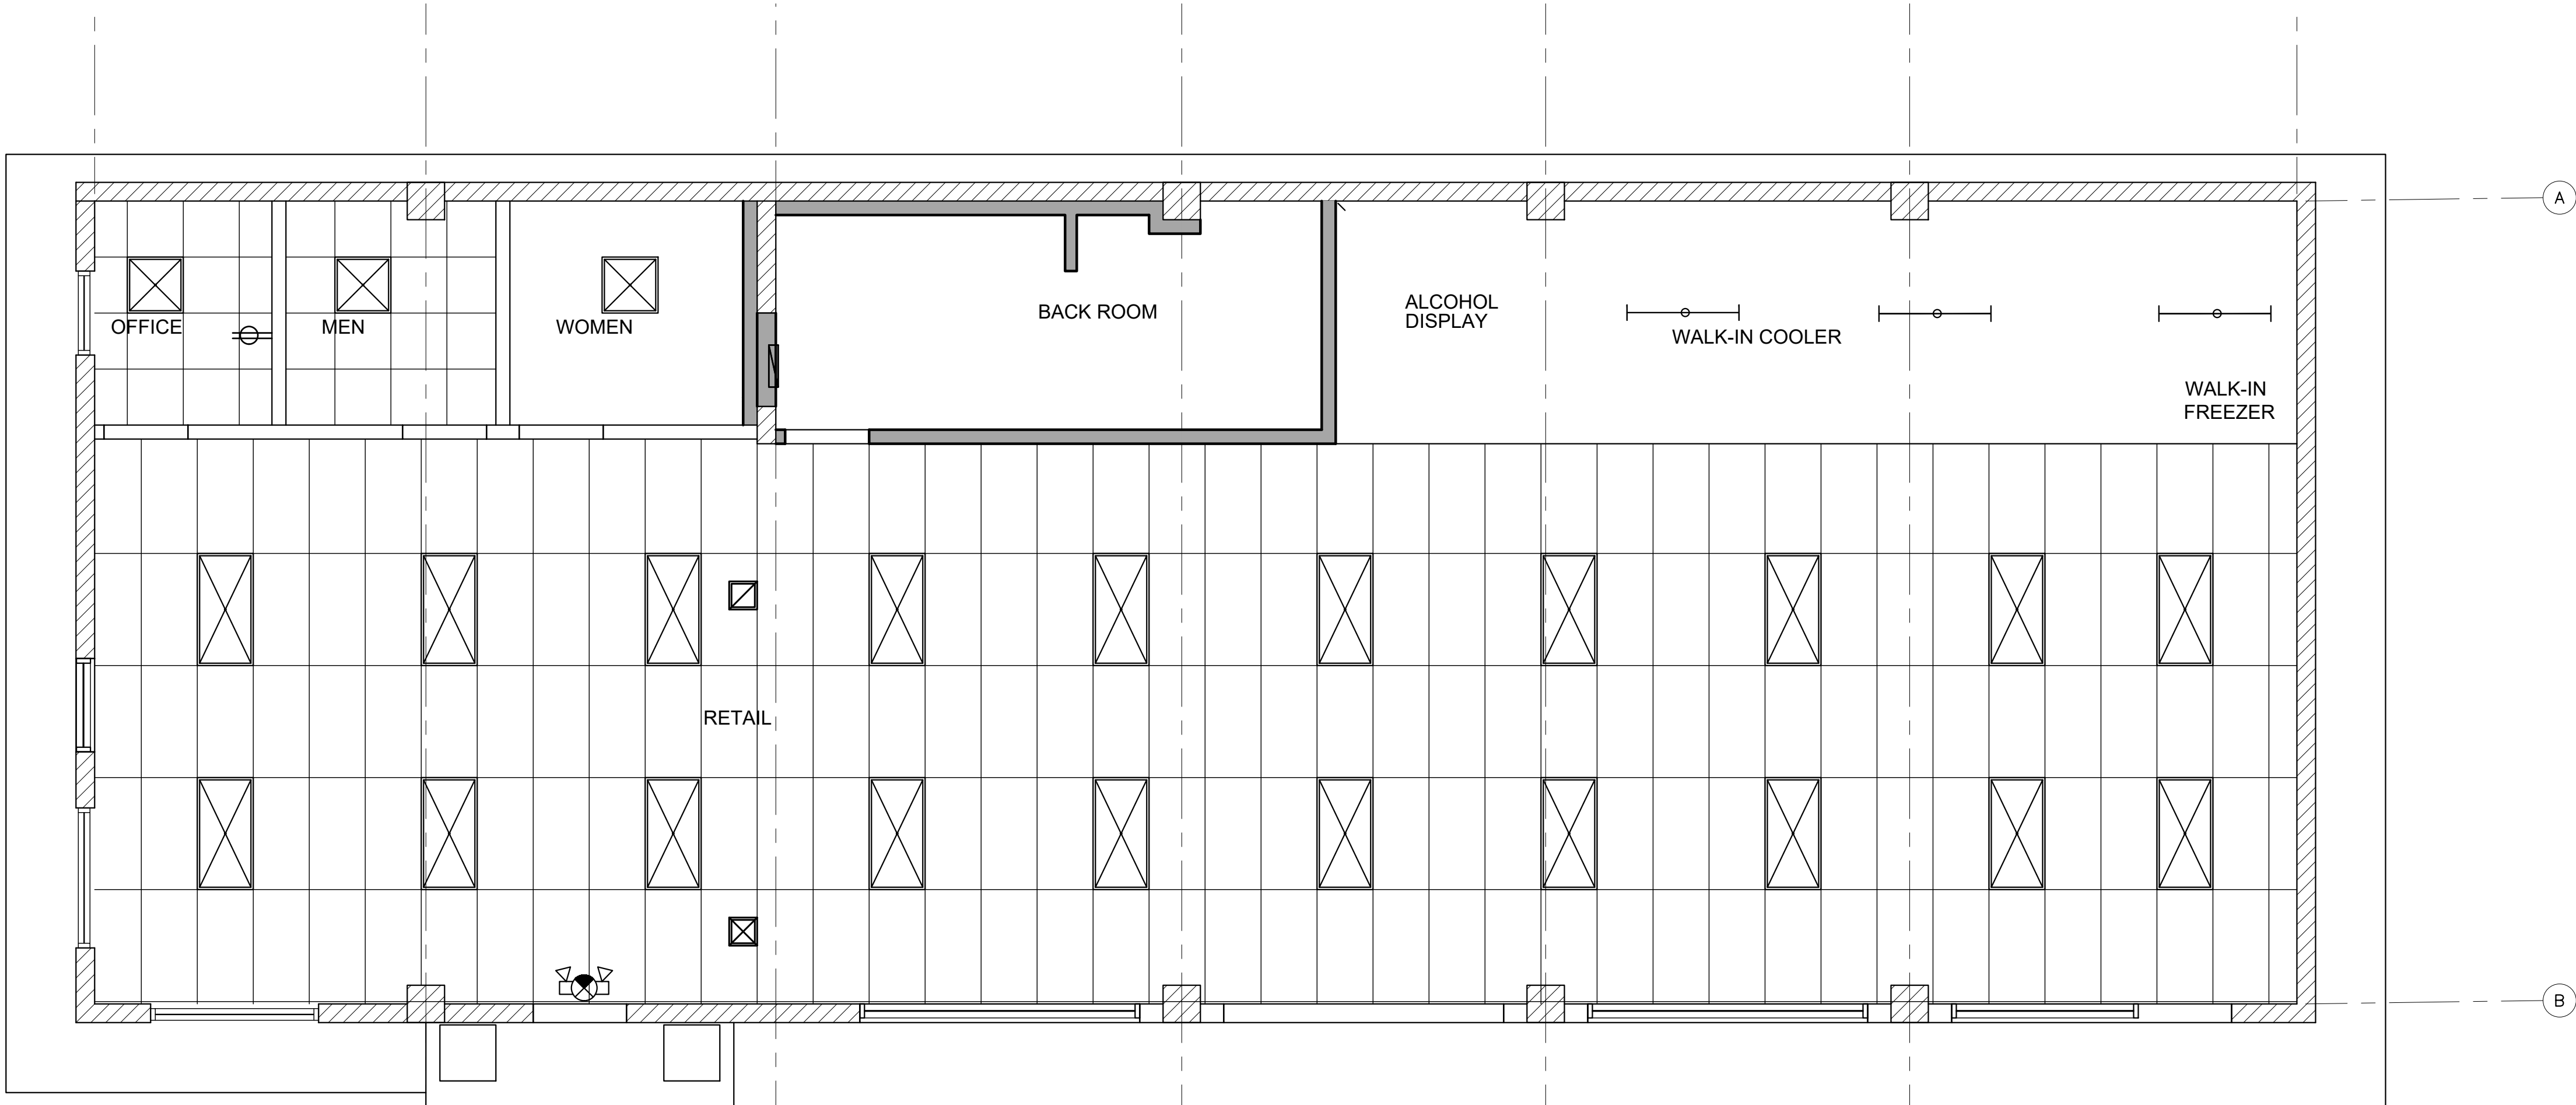 A
ALCOHOL
DISPLAY
BACK ROOM
OFFICE
MEN
WOMEN
WALK-IN COOLER
WALK-IN
FREEZER
RETAIL
B